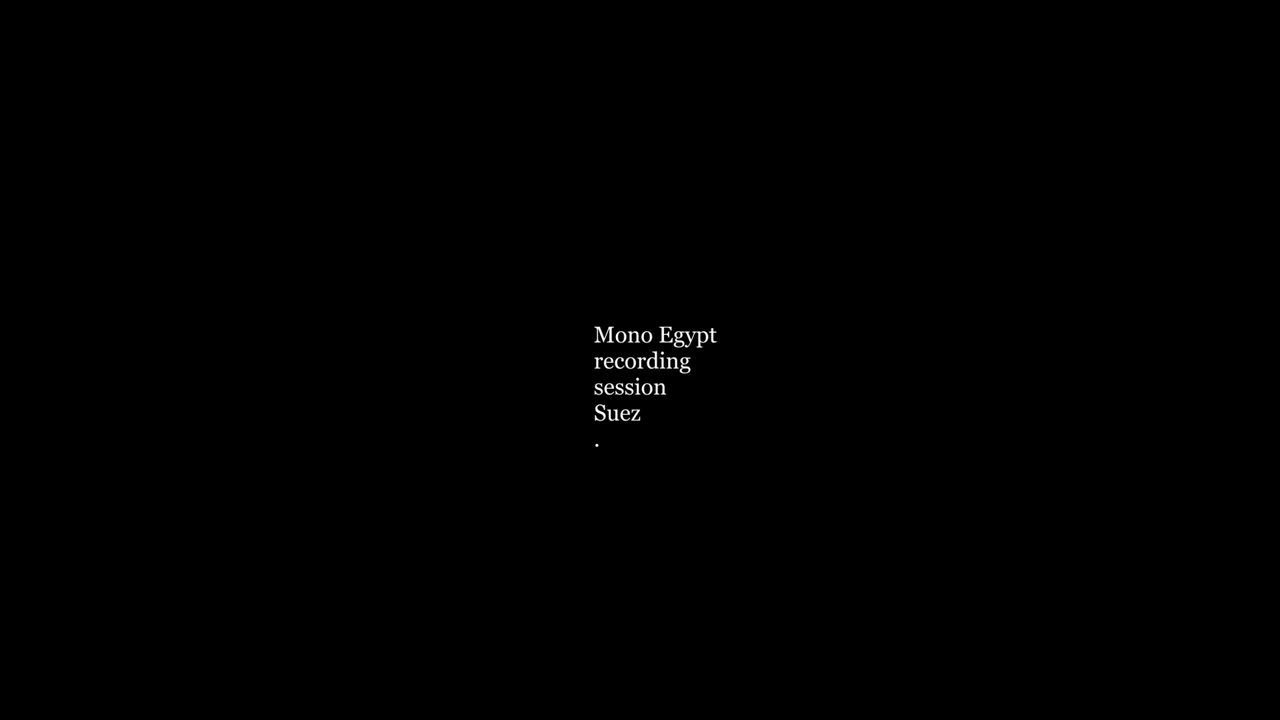 Mono Egypt
recording
session
Suez
.